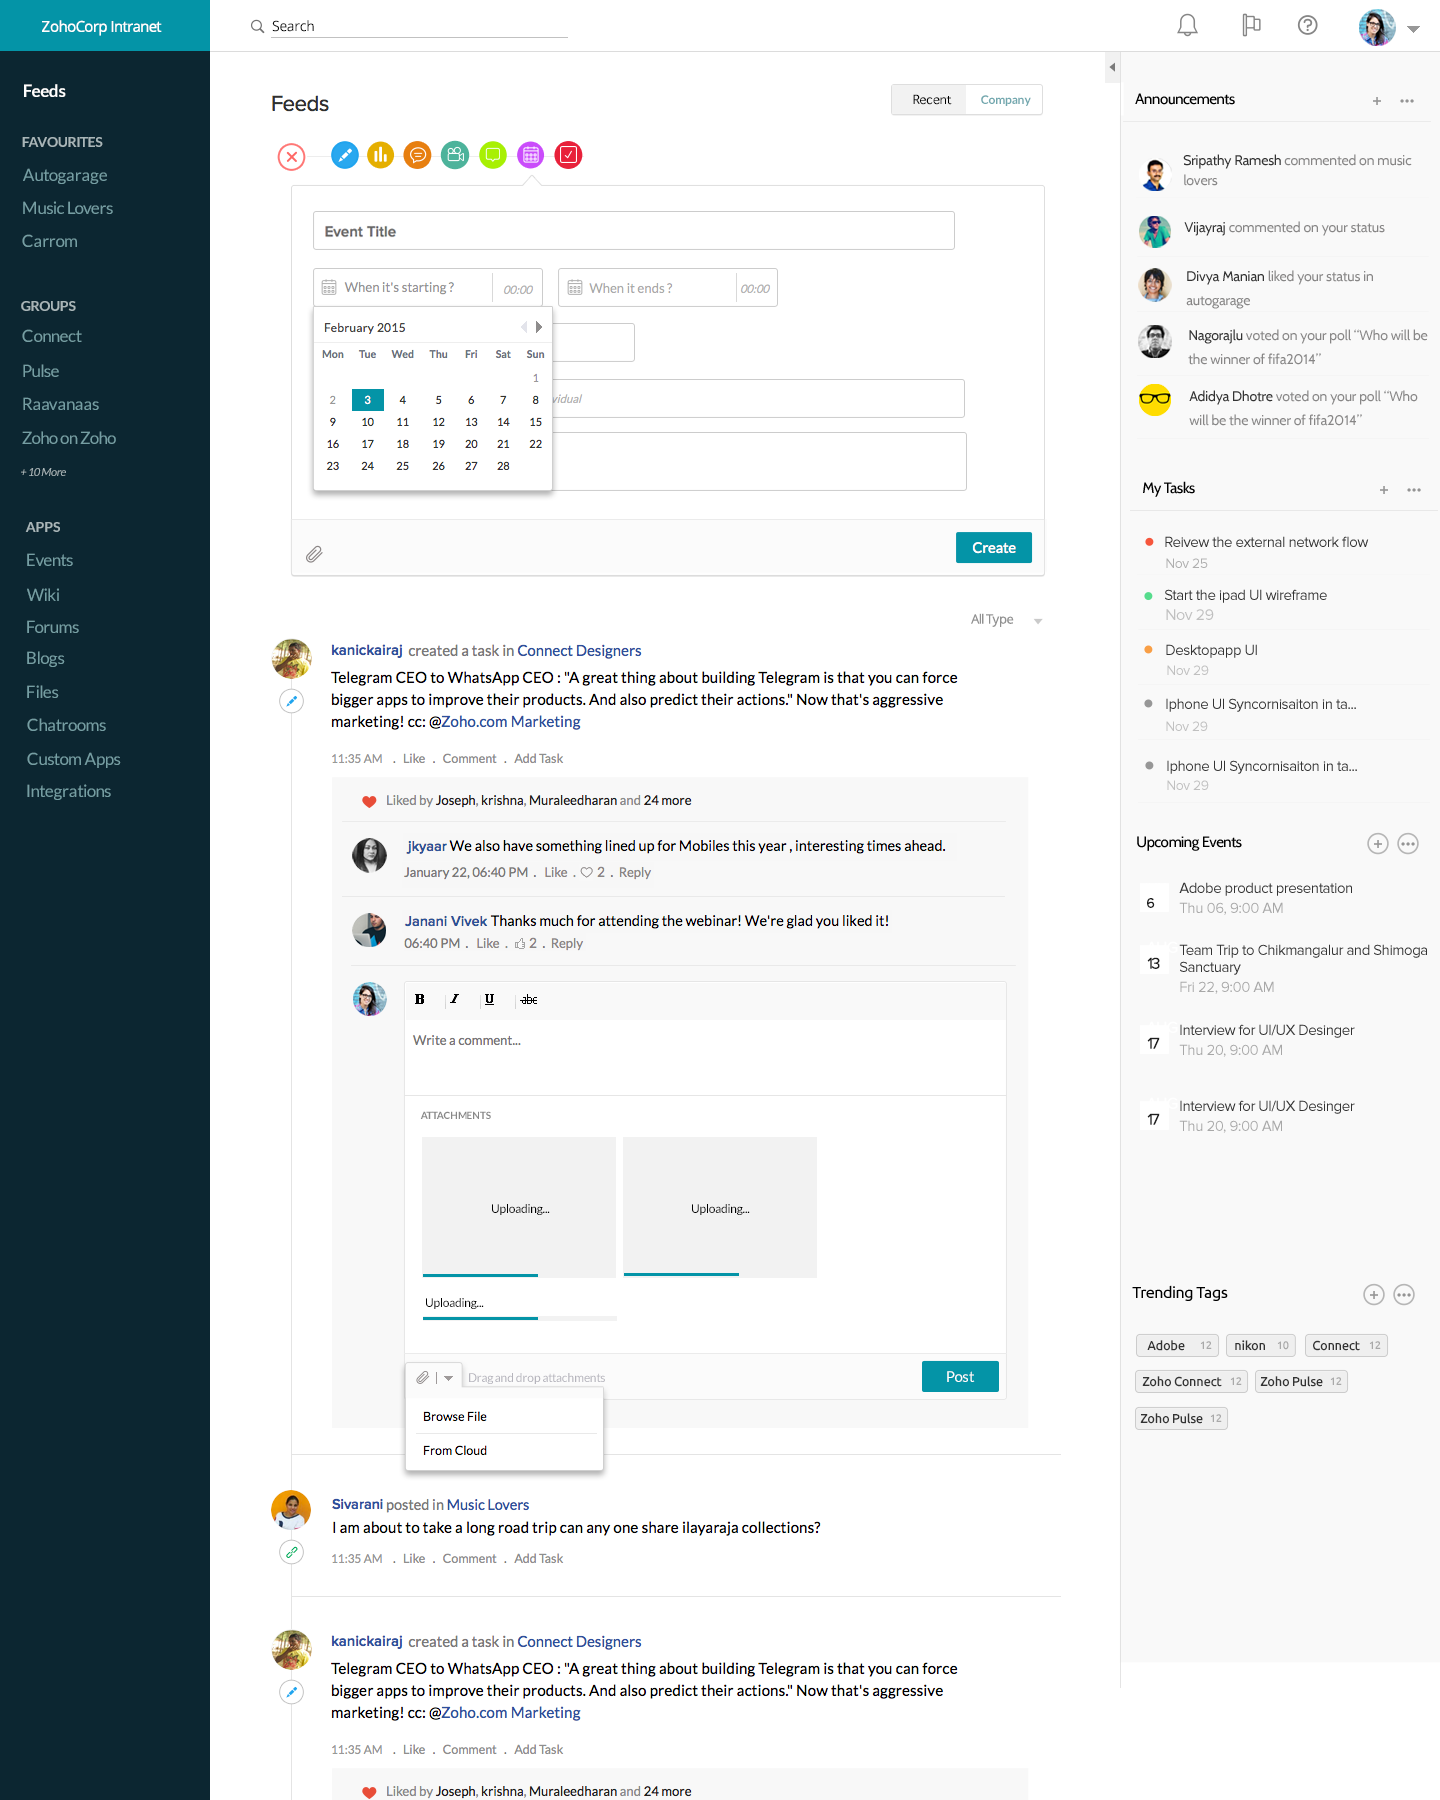 ZohoCorp Intranet
Search
Feeds
FAVOURITES
Autogarage
Music Lovers
Carrom
GROUPS
Connect
Pulse
Raavanaas
Zoho on Zoho
+ 10 More
APPS
Events
Wiki
Forums
Blogs
Files
Chatrooms
Custom Apps
Integrations
Feeds
Recent
Company
Event Title
When it's starting ?
00:00
When it ends ?
00:00
February 2015
Mon Tue Wed Thu Fri Sat Sun
1
2 3 4 5 6 7 8
9 10 11 12 13 14 15
16 17 18 19 20 21 22
23 24 25 26 27 28
vidual
Create
All Type
kanickairaj created a task in Connect Designers
Telegram CEO to WhatsApp CEO : "A great thing about building Telegram is that you can force
bigger apps to improve their products. And also predict their actions." Now that's aggressive
marketing! cc: @Zoho.com Marketing
11:35 AM . Like . Comment . Add Task
Liked by Joseph, krishna, Muraleedharan and 24 more
jkyaar We also have something lined up for Mobiles this year , interesting times ahead.
January 22, 06:40 PM . Like . 2 . Reply
Janani Vivek Thanks much for attending the webinar! We're glad you liked it!
06:40 PM . Like . 2 . Reply
B I U abc
Write a comment...
ATTACHMENTS
Uploading...
Uploading...
Uploading...
Drag and drop attachments
Post
Browse File
From Cloud
Sivarani posted in Music Lovers
I am about to take a long road trip can any one share ilayaraja collections?
11:35 AM . Like . Comment . Add Task
kanickairaj created a task in Connect Designers
Telegram CEO to WhatsApp CEO : "A great thing about building Telegram is that you can force
bigger apps to improve their products. And also predict their actions." Now that's aggressive
marketing! cc: @Zoho.com Marketing
11:35 AM . Like . Comment . Add Task
Liked by Joseph, krishna, Muraleedharan and 24 more
Announcements
Sripathy Ramesh commented on music
lovers
Vijayraj commented on your status
Divya Manian liked your status in
autogarage
Nagorajlu voted on your poll “Who will be
the winner of fifa2014”
Adidya Dhotre voted on your poll “Who
will be the winner of fifa2014”
My Tasks
Reivew the external network flow
Nov 25
Start the ipad UI wireframe
Nov 29
Desktopapp UI
Nov 29
Iphone UI Syncornisaiton in ta...
Nov 29
Iphone UI Syncornisaiton in ta...
Nov 29
Upcoming Events
6
Adobe product presentation
Thu 06, 9:00 AM
13
Team Trip to Chikmangalur and Shimoga
Sanctuary
Fri 22, 9:00 AM
17
Interview for UI/UX Desinger
Thu 20, 9:00 AM
17
Interview for UI/UX Desinger
Thu 20, 9:00 AM
Trending Tags
Adobe 12
nikon 10
Connect 12
Zoho Connect 12
Zoho Pulse 12
Zoho Pulse 12